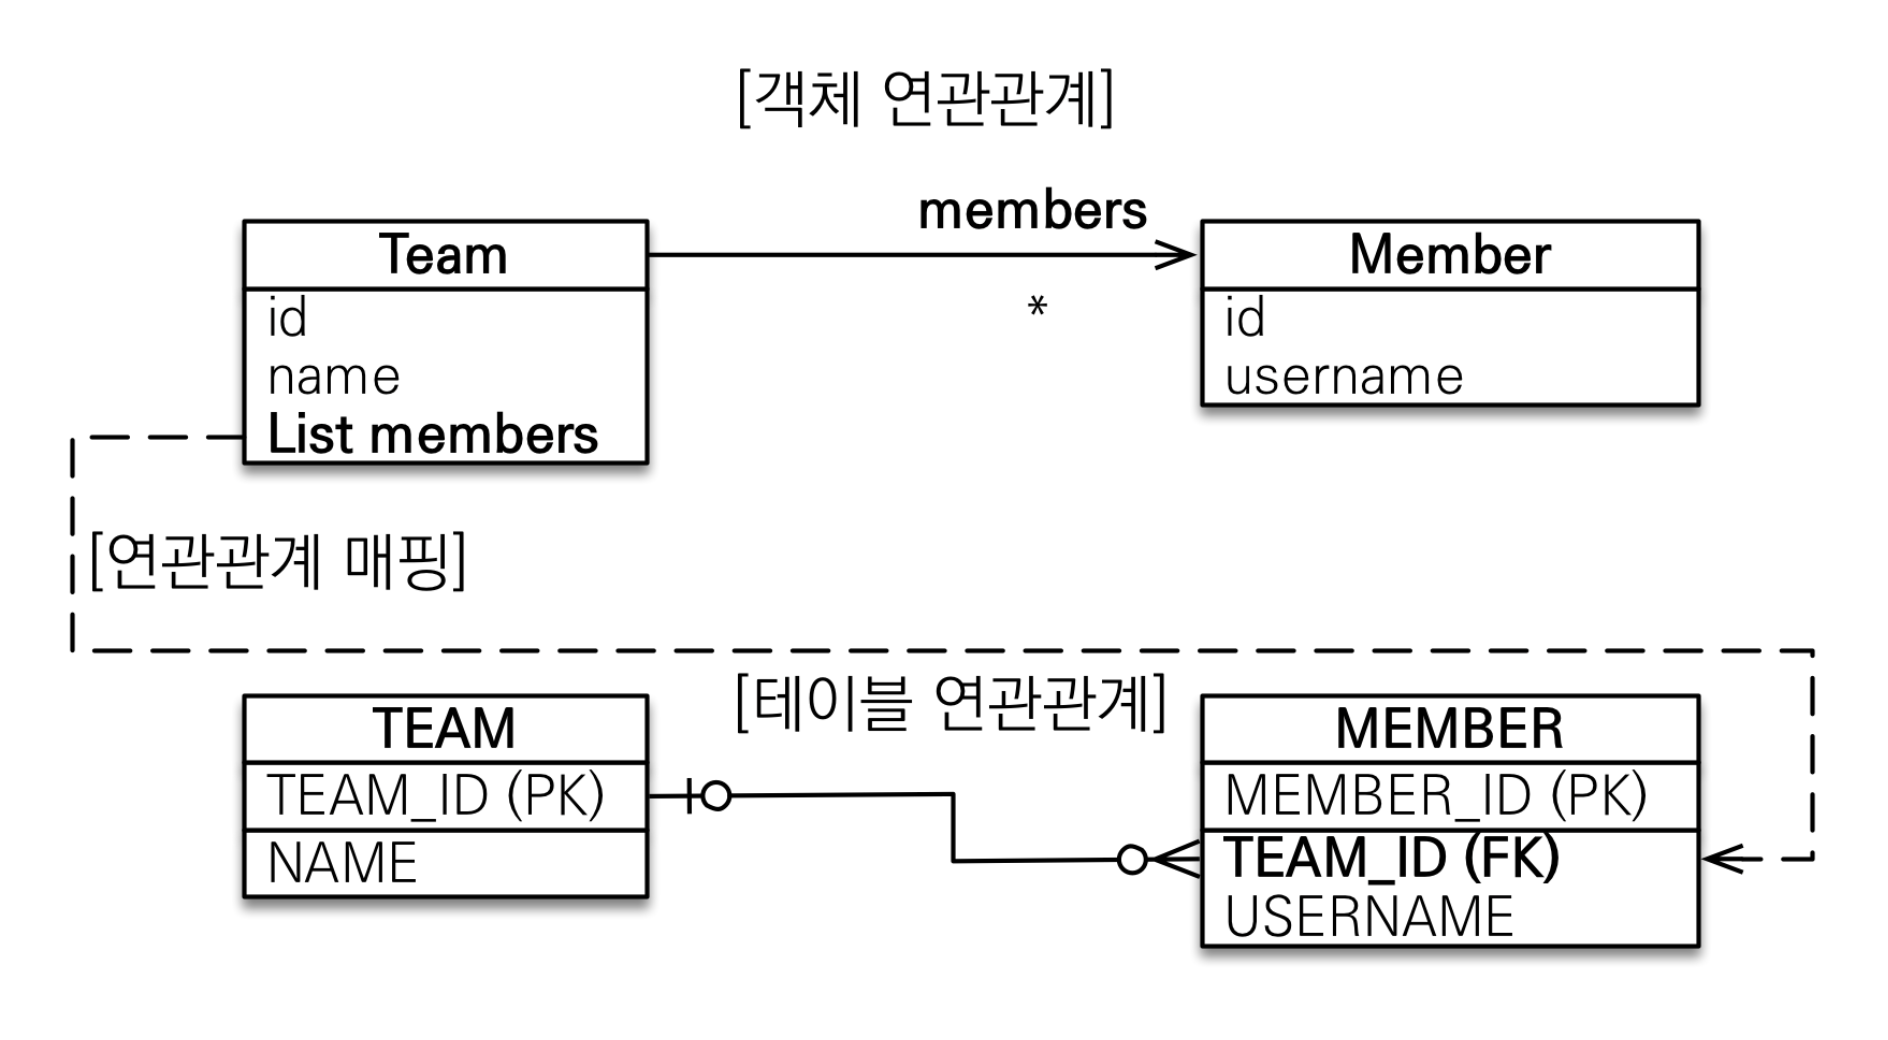 [객체 연관관계]
members
Team
id
name
List members
*
Member
id
username
[연관관계 매핑]
[테이블 연관관계]
TEAM
TEAM_ID (PK)
NAME
MEMBER
MEMBER_ID (PK)
TEAM_ID (FK)
USERNAME